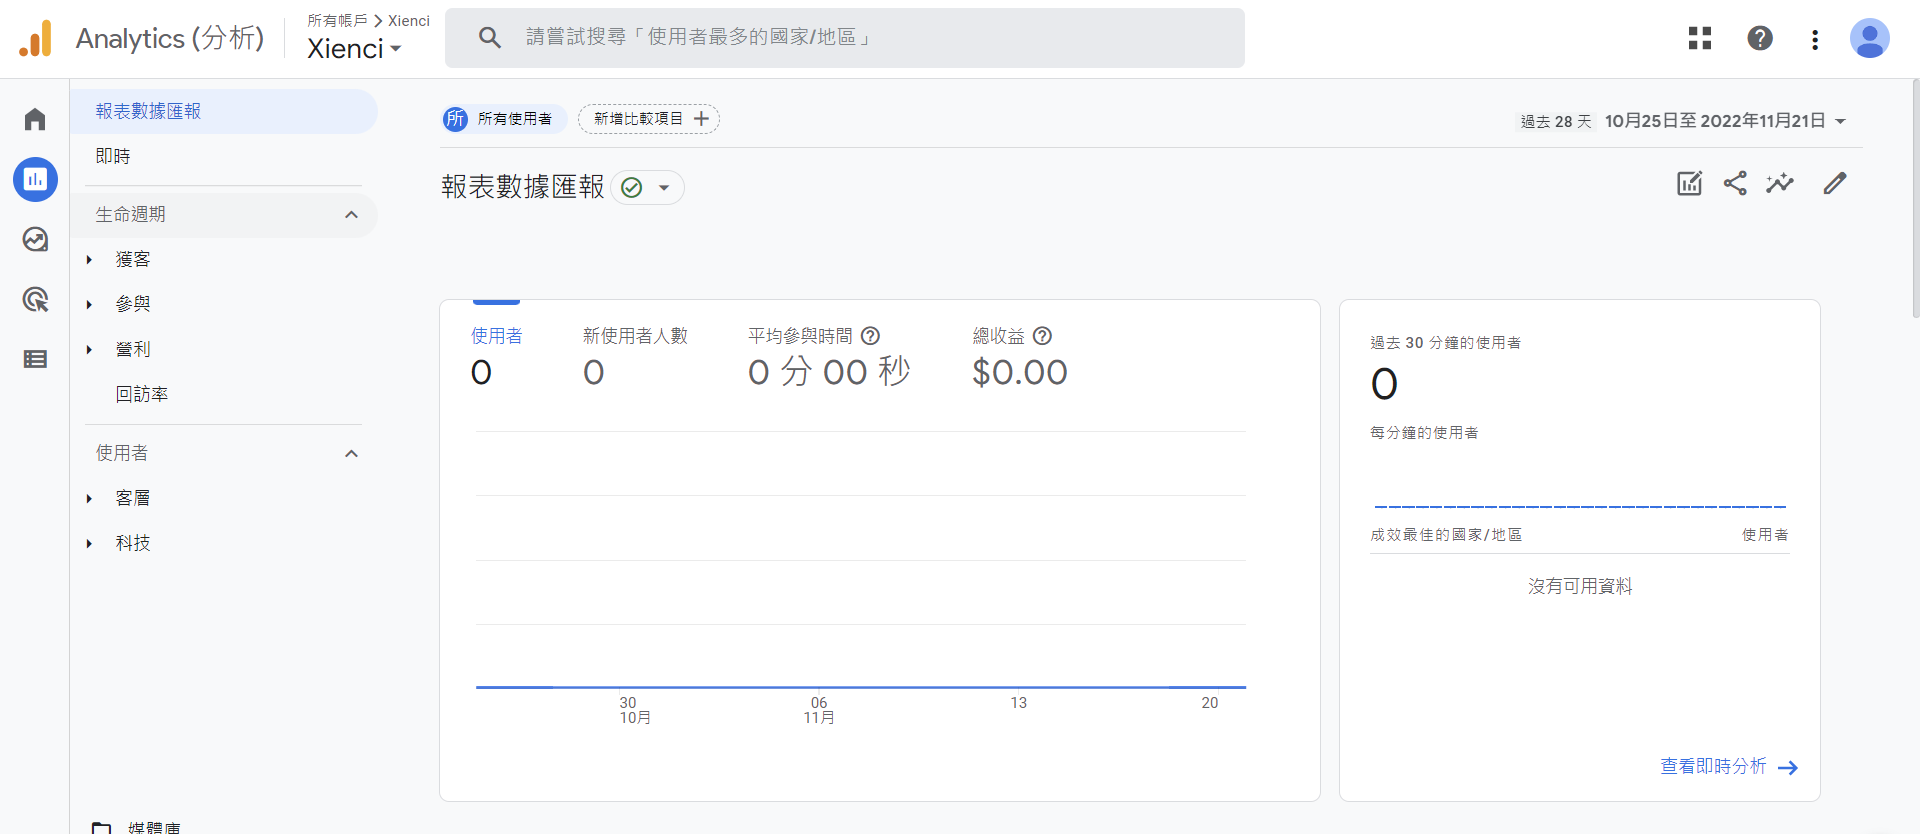 Analytics (分析)
所有帳戶 > Xienci
Xienci
請嘗試搜尋「使用者最多的國家/地區」
報表數據匯報
即時
生命週期
獲客
參與
營利
回訪率
使用者
客層
科技
媒體庫
所 所有使用者
新增比較項目 +
過去 28 天 10月25日至 2022年11月21日
報表數據匯報
使用者
0
新使用者人數
0
平均參與時間
0 分 00 秒
總收益
$0.00
30
10月
06
11月
13
20
過去 30 分鐘的使用者
0
每分鐘的使用者
成效最佳的國家/地區 使用者
沒有可用資料
查看即時分析